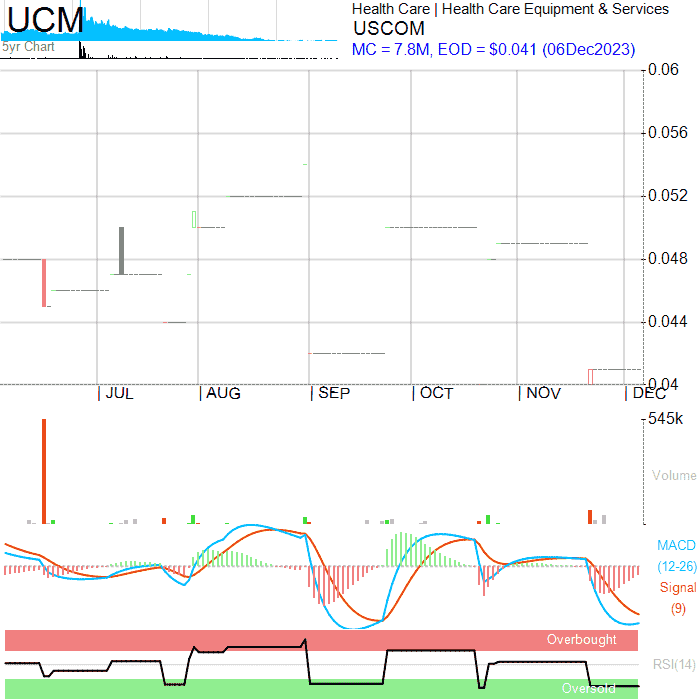 UCM
5yr Chart
Health Care | Health Care Equipment & Services
USCOM
MC = 7.8M, EOD = $0.041 (06Dec2023)
0.06
0.056
0.052
0.048
0.044
0.04
JUL AUG SEP OCT NOV DEC
545k
Volume
MACD
(12-26)
Signal
(9)
Overbought
RSI(14)
Oversold